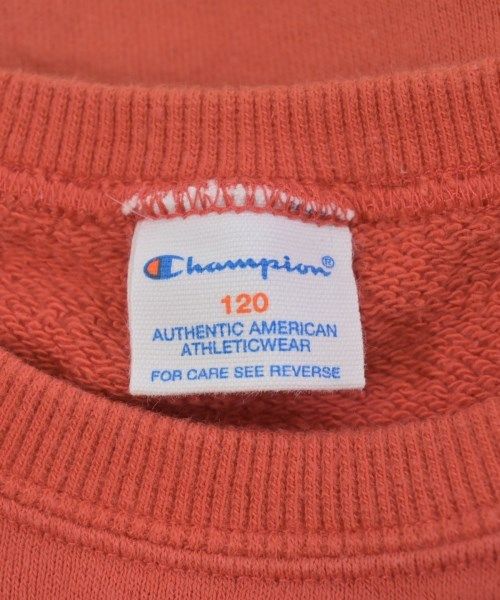 Champion®
120
AUTHENTIC AMERICAN
ATHLETICWEAR
FOR CARE SEE REVERSE